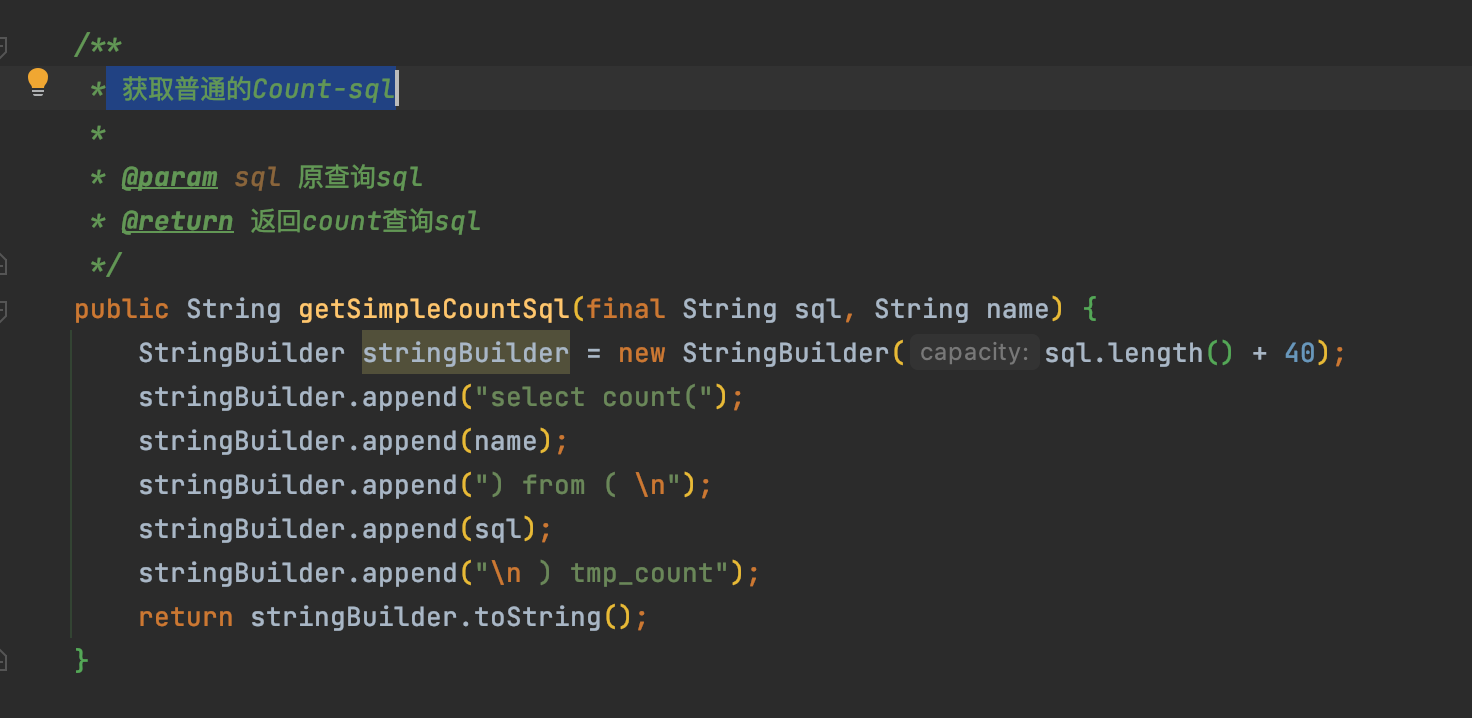 /**
* 获取普通的Count-sql
*
* @param sql 原查询sql
* @return 返回count查询sql
*/
public String getSimpleCountSql(final String sql, String name) {
StringBuilder stringBuilder = new StringBuilder( capacity: sql.length() + 40);
stringBuilder.append("select count(");
stringBuilder.append(name);
stringBuilder.append(") from ( \n");
stringBuilder.append(sql);
stringBuilder.append("\n ) tmp_count");
return stringBuilder.toString();
}